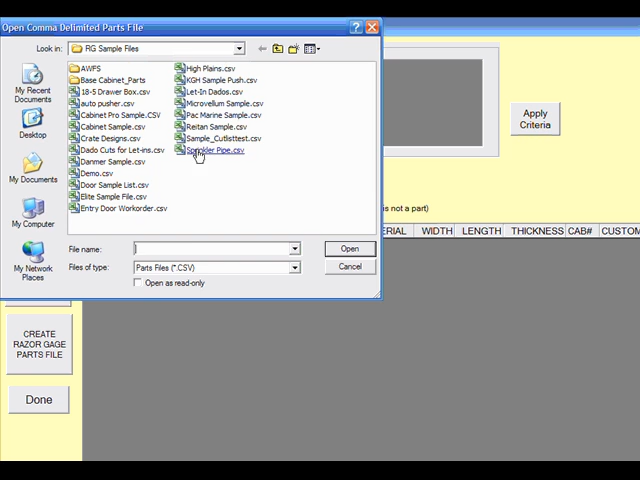 Open Comma Delimited Parts File
Look in:
RG Sample Files
My Recent
Documents
Desktop
My Documents
My Computer
My Network
Places
AWFS
Base Cabinet_Parts
18-5 Drawer Box.csv
auto pusher.csv
Cabinet Pro Sample.CSV
Cabinet Sample.csv
Crate Designs.csv
Dado Cuts for Let-ins.csv
Danmer Sample.csv
Demo.csv
Door Sample List.csv
Elite Sample File.csv
Entry Door Workorder.csv
High Plains.csv
KGH Sample Push.csv
Let-In Dados.csv
Microvellum Sample.csv
Pac Marine Sample.csv
Reitan Sample.csv
Sample_Cutlisttest.csv
Sprinkler Pipe.csv
File name:
Open
Files of type:
Parts Files (*.CSV)
Cancel
Open as read-only
Apply
Criteria
is not a part)
ERIAL WIDTH LENGTH THICKNESS CAB# CUSTOM
CREATE
RAZOR GAGE
PARTS FILE
Done